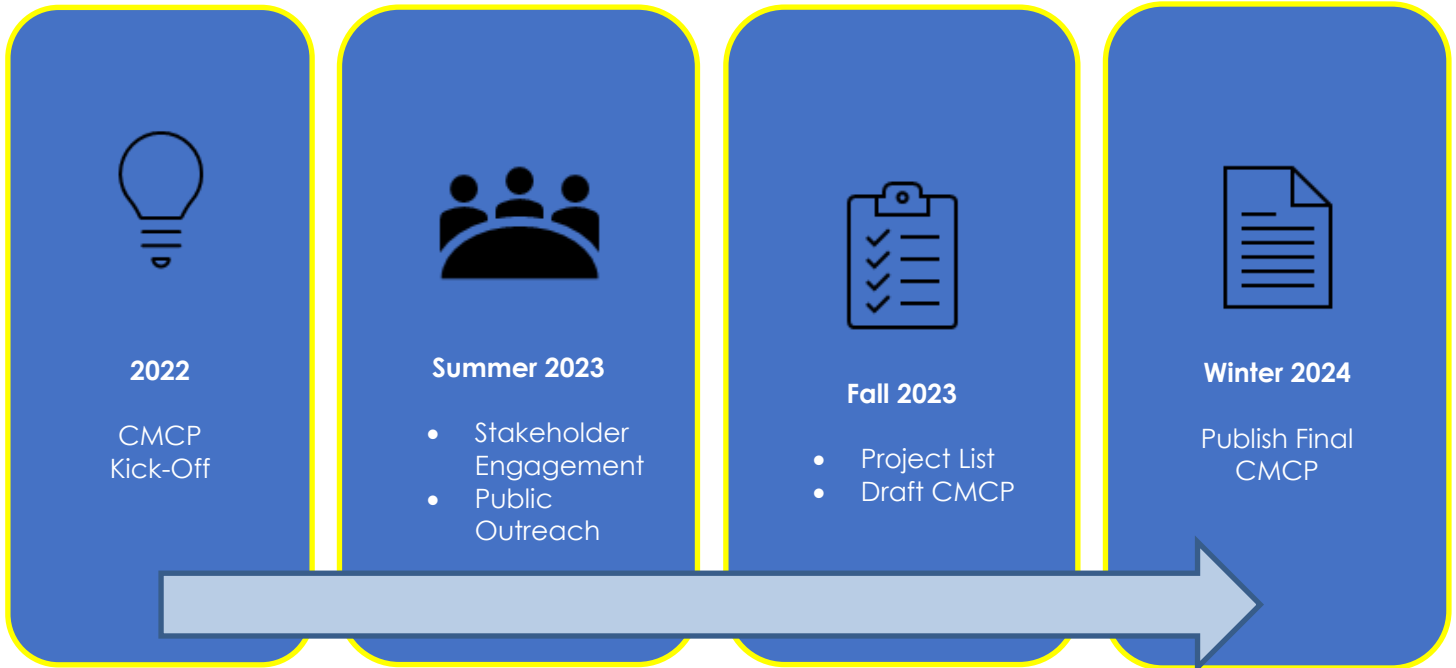 2022
CMCP
Kick-Off
Summer 2023
• Stakeholder
Engagement
• Public
Outreach
Fall 2023
• Project List
• Draft CMCP
Winter 2024
Publish Final
CMCP